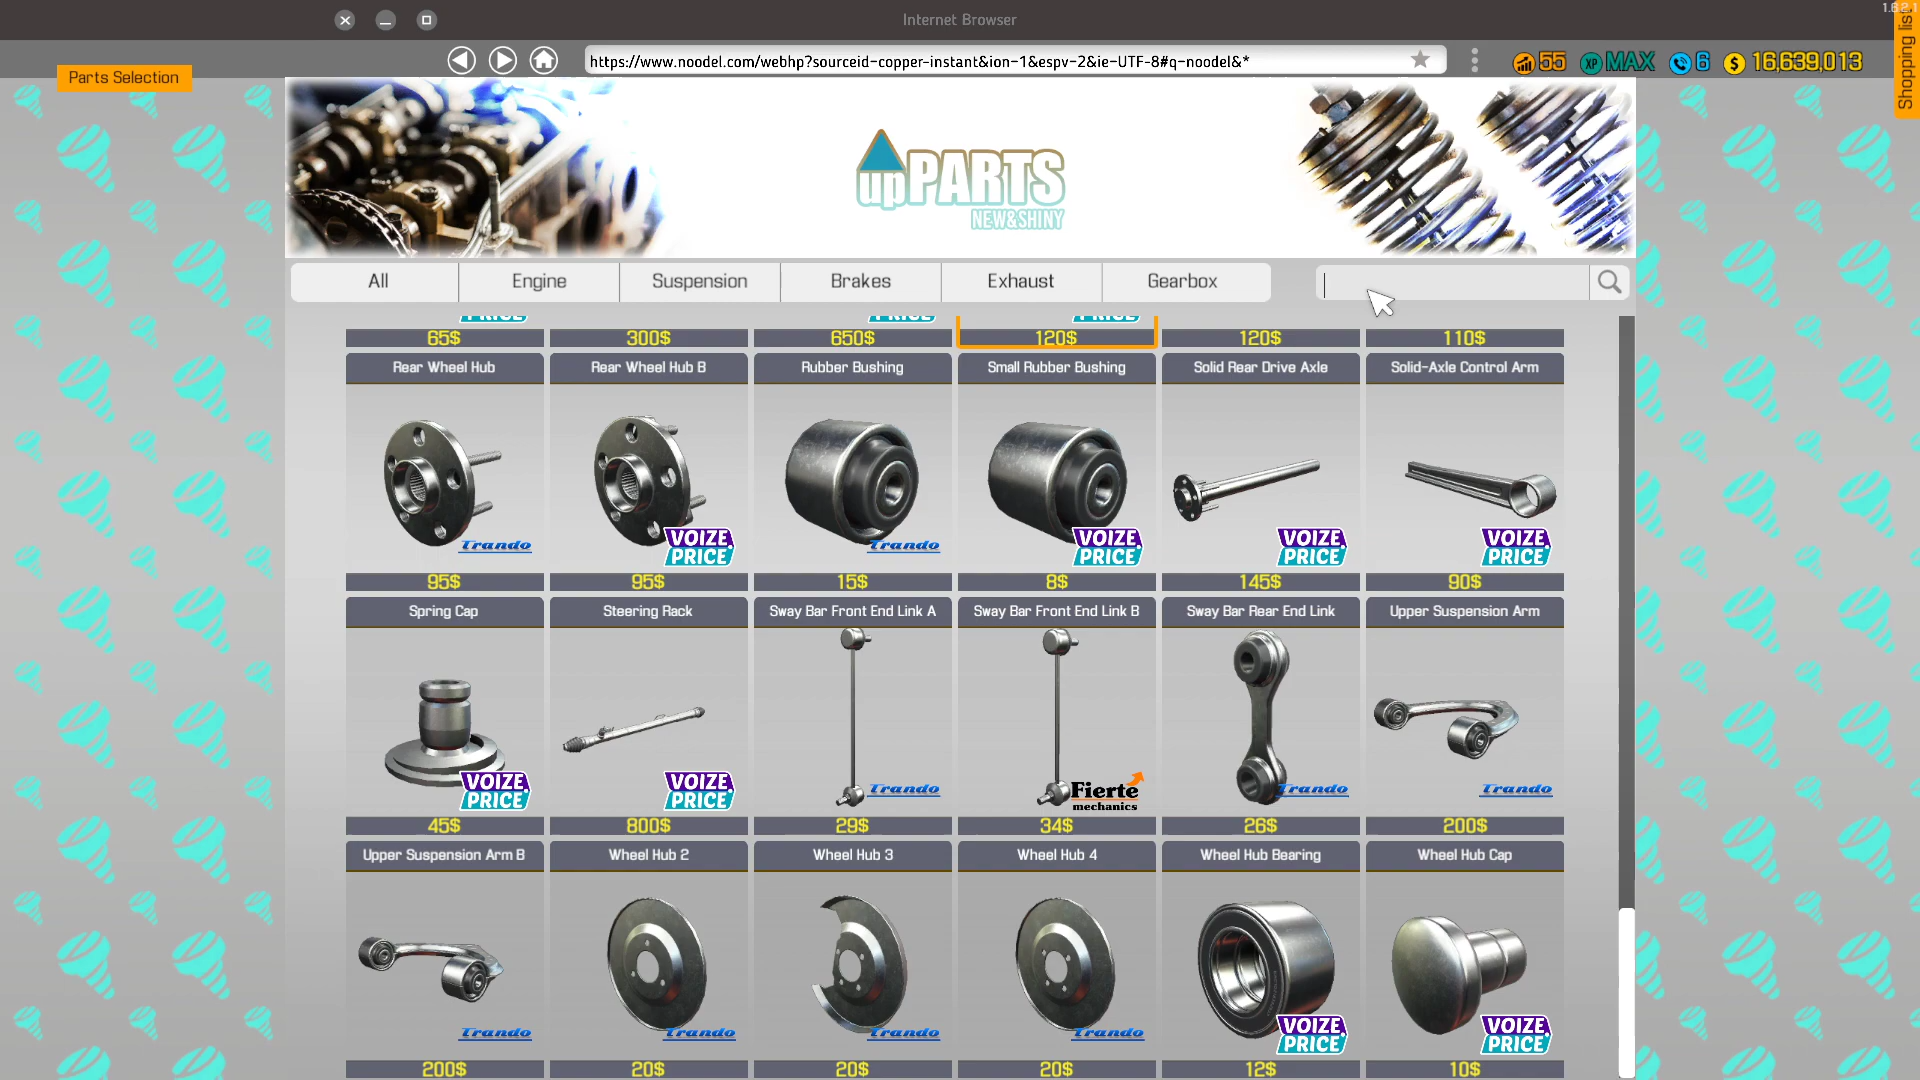 Internet Browser
1.6.2.1
Shopping list
Parts Selection
https://www.noodel.com/webhp?sourceid-copper-instant&ion-1&espv-2&ie-UTF-8#q-noodel&*
55
XP MAX
6
$ 16,639,013
upPARTS
NEW&SHINY
All
Engine
Suspension
Brakes
Exhaust
Gearbox
PRICE
PRICE
PRICE
65$
300$
650$
120$
120$
110$
Rear Wheel Hub
Rear Wheel Hub B
Rubber Bushing
Small Rubber Bushing
Solid Rear Drive Axle
Solid-Axle Control Arm
Trando
VOIZE.
PRICE
Trando
VOIZE.
PRICE
VOIZE.
PRICE
VOIZE.
PRICE
95$
95$
15$
8$
145$
90$
Spring Cap
Steering Rack
Sway Bar Front End Link A
Sway Bar Front End Link B
Sway Bar Rear End Link
Upper Suspension Arm
VOIZE.
PRICE
VOIZE.
PRICE
Trando
Fierte
mechanics
Trando
Trando
45$
800$
29$
34$
26$
200$
Upper Suspension Arm B
Wheel Hub 2
Wheel Hub 3
Wheel Hub 4
Wheel Hub Bearing
Wheel Hub Cap
Trando
Trando
Trando
Trando
VOIZE.
PRICE
VOIZE.
PRICE
200$
20$
20$
20$
12$
10$